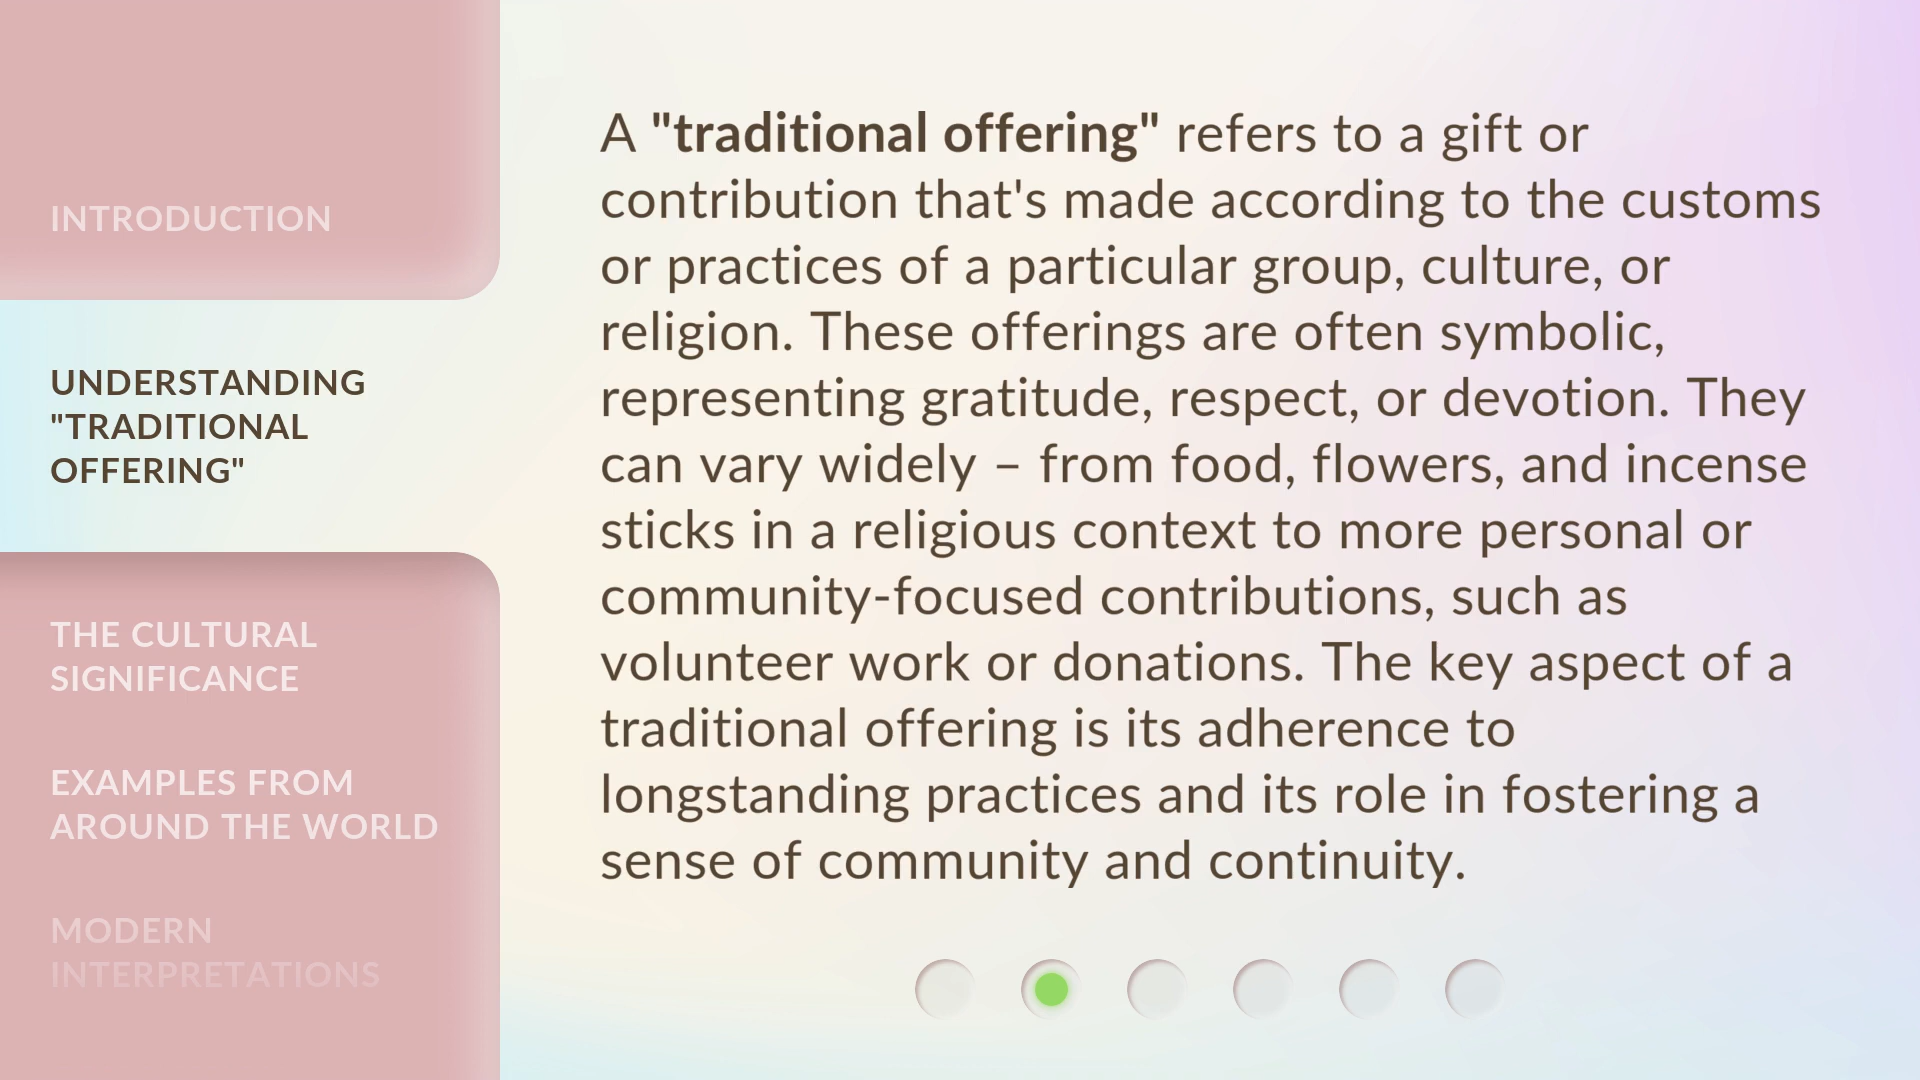 INTRODUCTION
UNDERSTANDING
"TRADITIONAL
OFFERING"
THE CULTURAL
SIGNIFICANCE
EXAMPLES FROM
AROUND THE WORLD
MODERN
INTERPRETATIONS
A "traditional offering" refers to a gift or
contribution that's made according to the customs
or practices of a particular group, culture, or
religion. These offerings are often symbolic,
representing gratitude, respect, or devotion. They
can vary widely – from food, flowers, and incense
sticks in a religious context to more personal or
community-focused contributions, such as
volunteer work or donations. The key aspect of a
traditional offering is its adherence to
longstanding practices and its role in fostering a
sense of community and continuity.